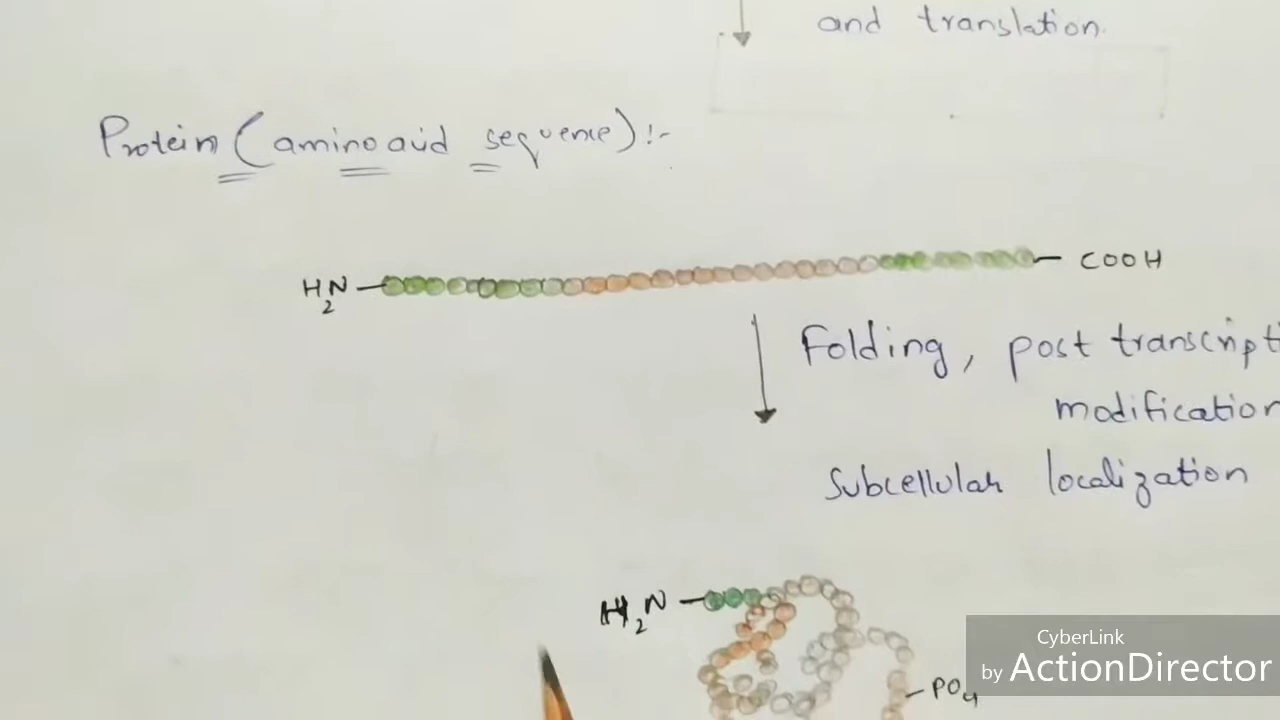 and translation.
Protein (amino acid sequence):-
H2N
COOH
Folding, post transcripti
modification
Subcellular localization
H2N
PO4
CyberLink
by ActionDirector